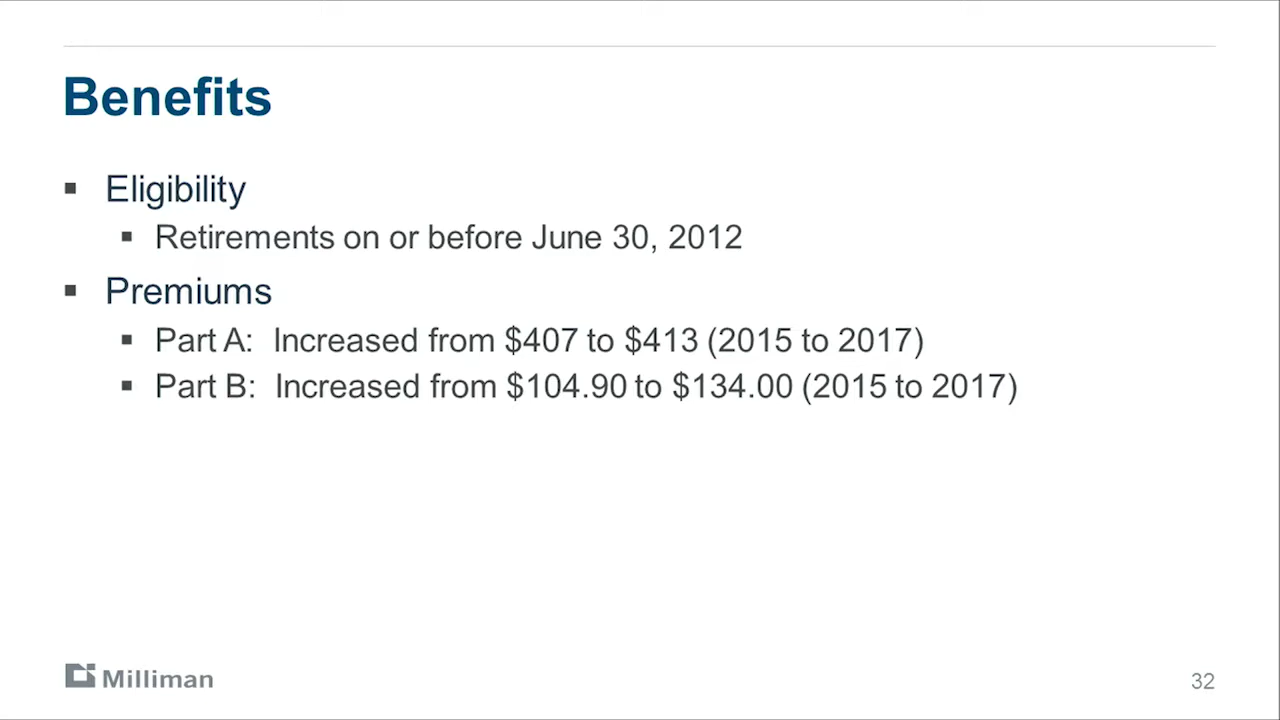 Benefits
▪ Eligibility
▪ Retirements on or before June 30, 2012
▪ Premiums
▪ Part A: Increased from $407 to $413 (2015 to 2017)
▪ Part B: Increased from $104.90 to $134.00 (2015 to 2017)
Milliman
32